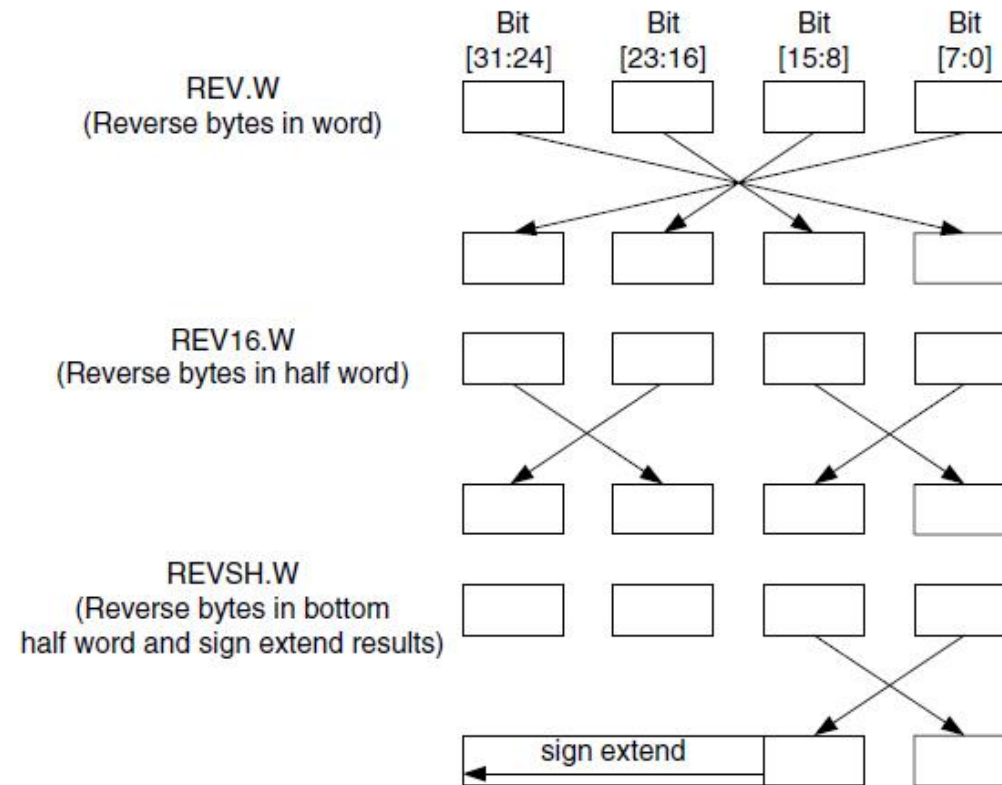 Bit Bit Bit Bit
[31:24] [23:16] [15:8] [7:0]
REV.W
(Reverse bytes in word)
REV16.W
(Reverse bytes in half word)
REVSH.W
(Reverse bytes in bottom
half word and sign extend results)
sign extend